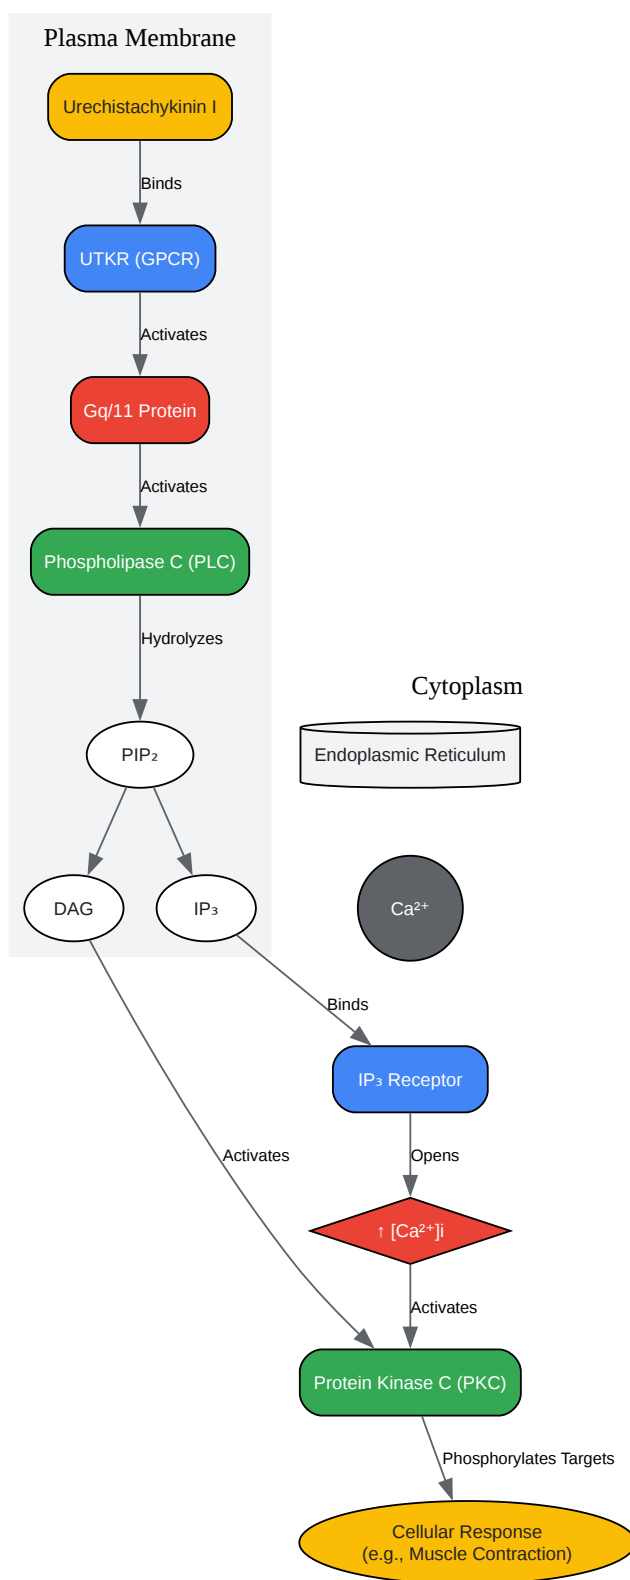 Plasma Membrane
Urechistachykinin I
Binds
UTKR (GPCR)
Activates
Gq/11 Protein
Activates
Phospholipase C (PLC)
Hydrolyzes
Cytoplasm
PIP₂
Endoplasmic Reticulum
DAG
IP₃
Ca²⁺
Binds
IP₃ Receptor
Activates
Opens
↑ [Ca²⁺]i
Activates
Protein Kinase C (PKC)
Phosphorylates Targets
Cellular Response
(e.g., Muscle Contraction)